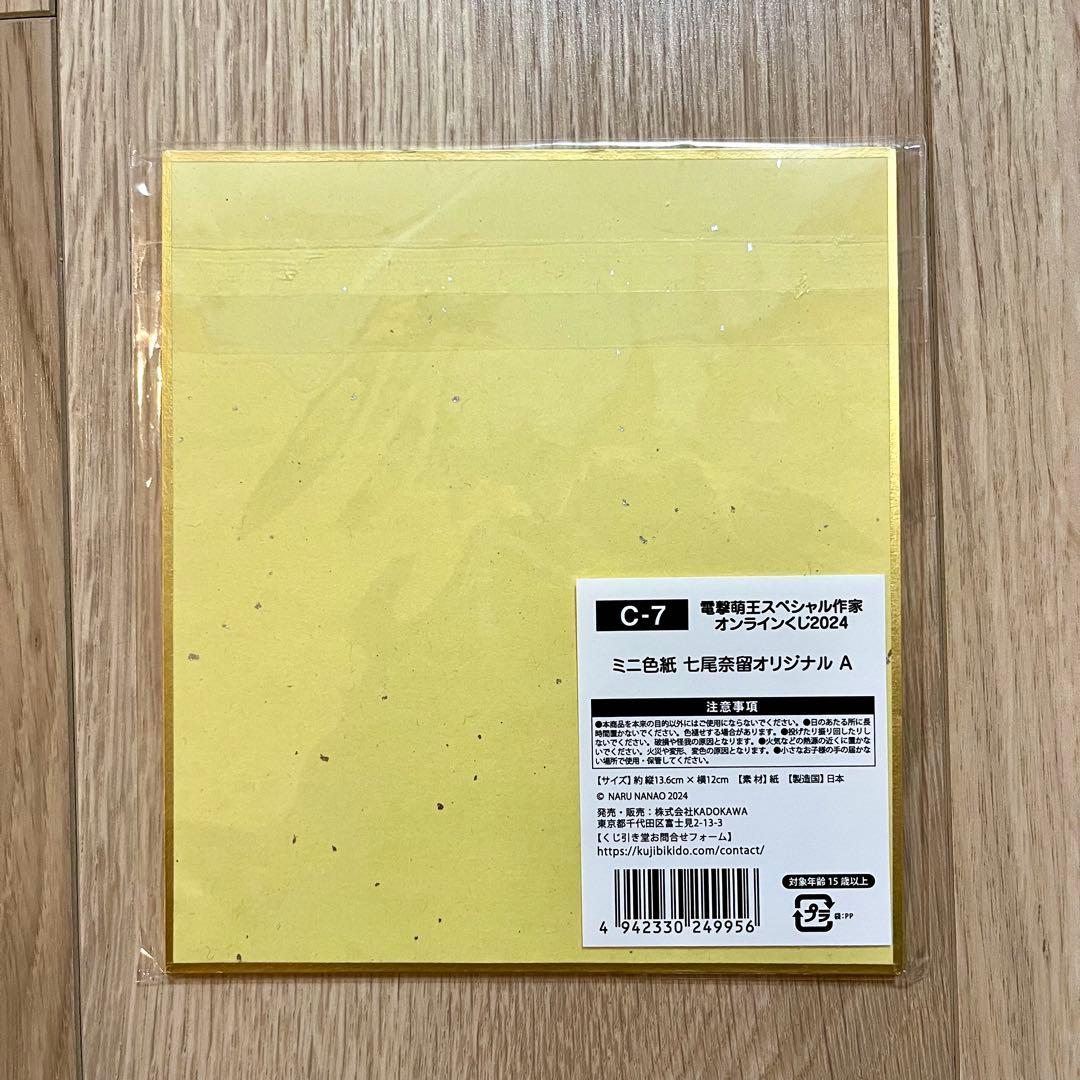 C-7
電撃萌王スペシャル作家
オンラインくじ2024
ミニ色紙 七尾奈留オリジナル A
注意事項
●本商品を本来の目的以外にはご使用にならないでください。●日のあたる所に長
時間置かないでください。色褪せする場合があります。●投げたり振り回したりし
ないでください。破損や怪我の原因となります。●火気などの熱源の近くに置かな
いでください。火災や変形、変色の原因となります。●小さなお子様の手の届かな
い場所で使用・保管してください。
【サイズ】約 縦13.6cm × 横12cm 【素材】紙 【製造国】日本
© NARU NANAO 2024
発売・販売：株式会社KADOKAWA
東京都千代田区富士見2-13-3
【くじ引き堂お問合せフォーム】
https://kujibikido.com/contact/
対象年齢 15 歳以上
プラ 袋:PP
4 942330 249956